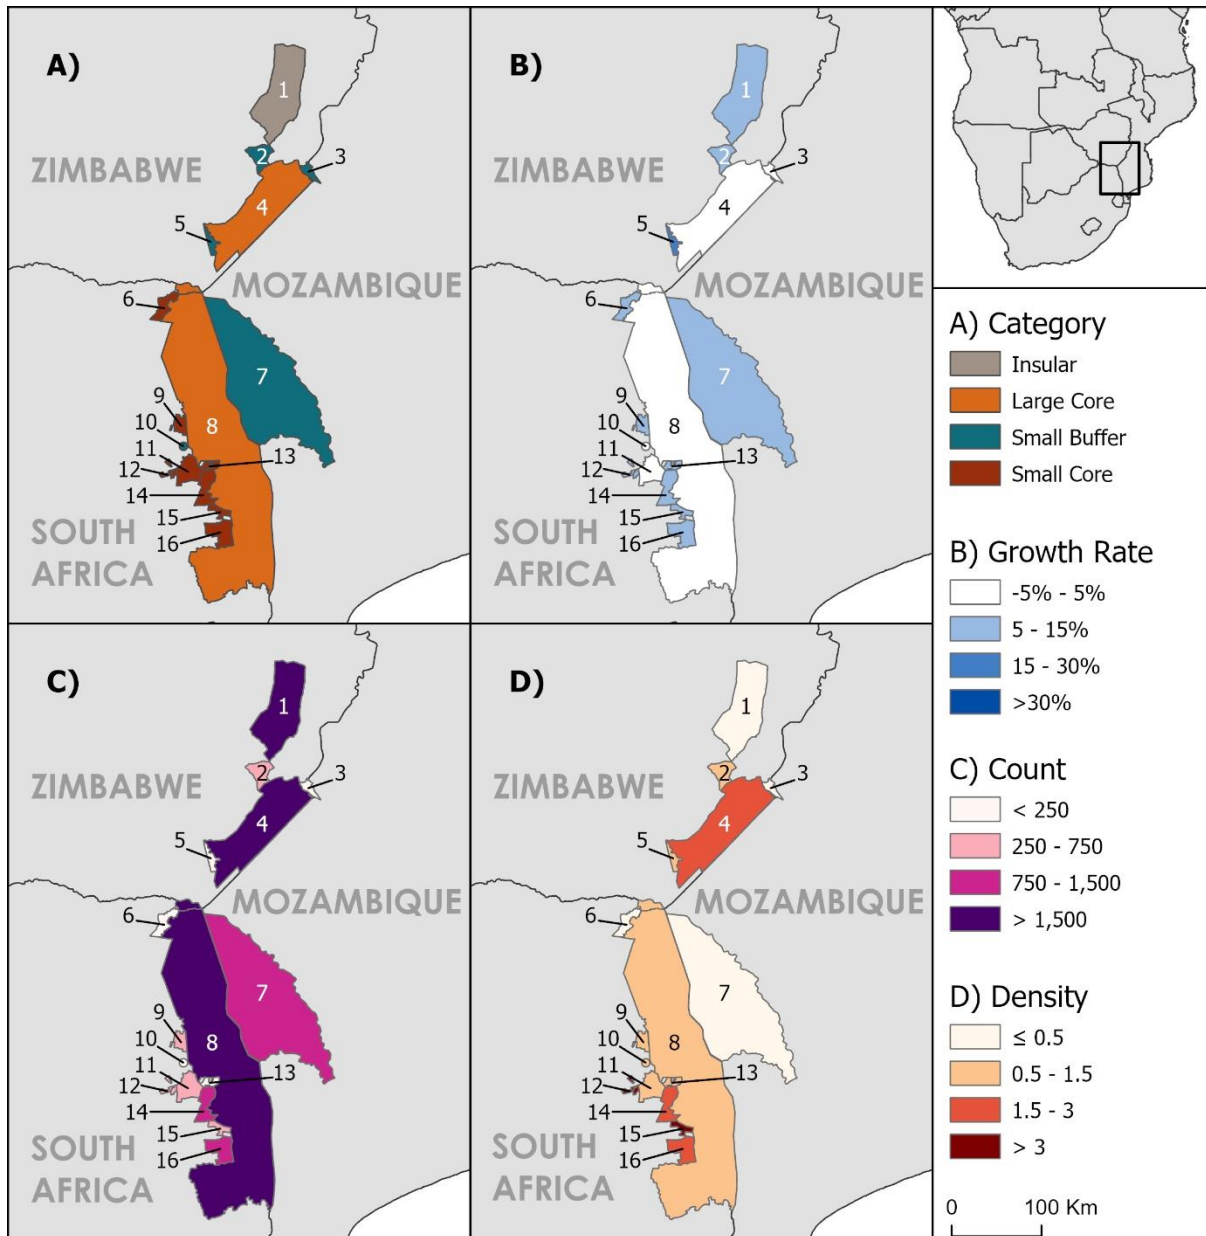 A)
1
2
3
ZIMBABWE
4
5
MOZAMBIQUE
6
7
9
8
10
11
13
12
14
15
SOUTH
16
AFRICA
B)
1
2
3
ZIMBABWE
4
5
MOZAMBIQUE
6
7
9
8
10
11
13
12
14
15
SOUTH
16
AFRICA
C)
1
2
3
ZIMBABWE
4
5
MOZAMBIQUE
6
7
9
8
10
11
13
12
14
15
SOUTH
16
AFRICA
D)
1
2
3
ZIMBABWE
4
5
MOZAMBIQUE
6
7
9
8
10
11
13
12
14
15
SOUTH
16
AFRICA
A) Category
Insular
Large Core
Small Buffer
Small Core
B) Growth Rate
-5% - 5%
5 - 15%
15 - 30%
>30%
C) Count
< 250
250 - 750
750 - 1,500
> 1,500
D) Density
≤ 0.5
0.5 - 1.5
1.5 - 3
> 3
0 100 Km